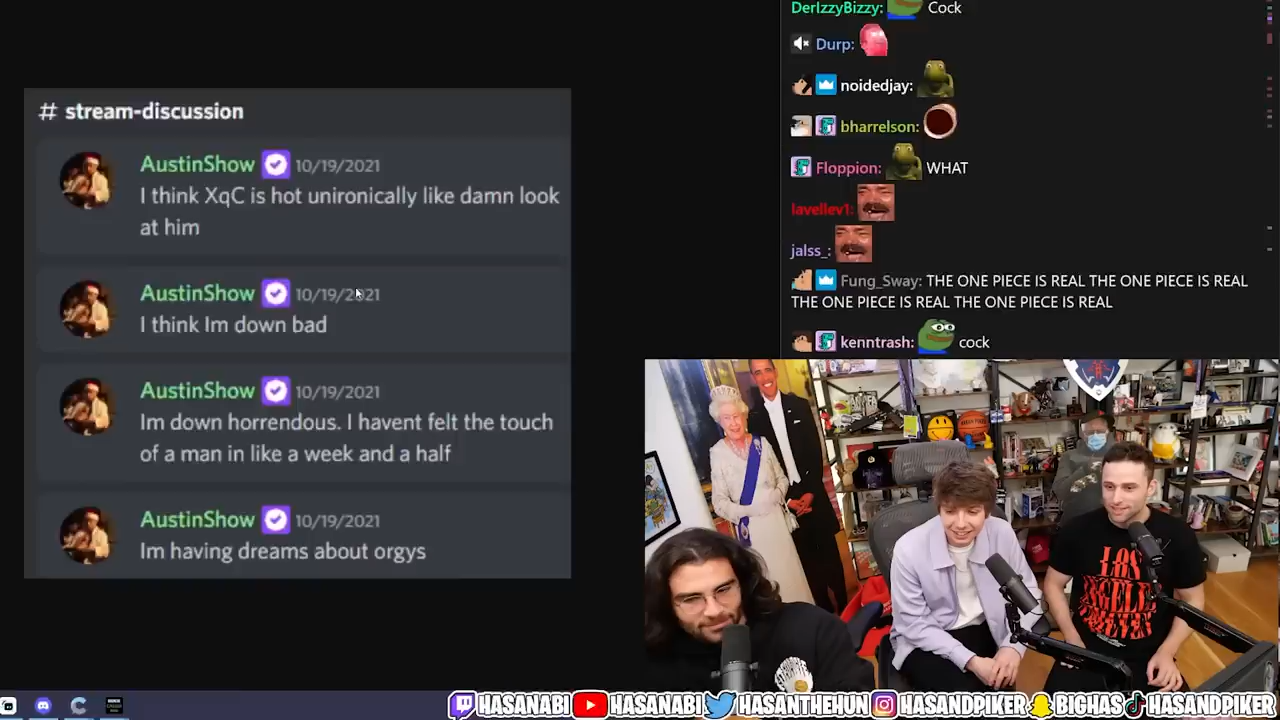 # stream-discussion
AustinShow 10/19/2021
I think XqC is hot unironically like damn look
at him
AustinShow 10/19/2021
I think Im down bad
AustinShow 10/19/2021
Im down horrendous. I havent felt the touch
of a man in like a week and a half
AustinShow 10/19/2021
Im having dreams about orgys
DerIzzyBizzy: Cock
Durp:
noidedjay:
bharrelson:
Floppion: WHAT
lavellev1:
jalss_:
Fung_Sway: THE ONE PIECE IS REAL THE ONE PIECE IS REAL
THE ONE PIECE IS REAL THE ONE PIECE IS REAL
kenntrash: cock
LOS
ANGELES
HASANABI HASANABI HASANTHEHUN HASANDPIKER BIGHAS HASANDPIKER